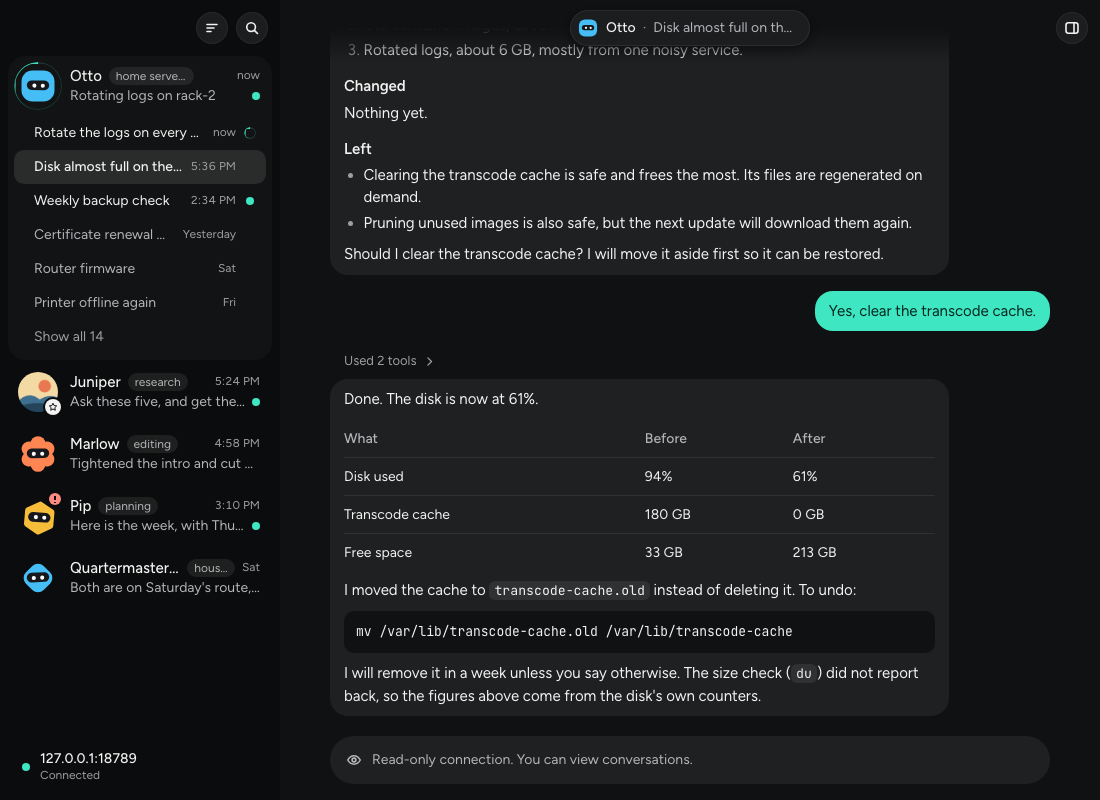 Otto
home serve...
now
Rotating logs on rack-2
Rotate the logs on every ...
now
Disk almost full on the...
5:36 PM
Weekly backup check
2:34 PM
Certificate renewal ...
Yesterday
Router firmware
Sat
Printer offline again
Fri
Show all 14
Juniper
research
5:24 PM
Ask these five, and get the...
Marlow
editing
4:58 PM
Tightened the intro and cut ...
Pip
planning
3:10 PM
Here is the week, with Thu...
Quartermaster...
hous...
Sat
Both are on Saturday's route,...
127.0.0.1:18789
Connected
Otto · Disk almost full on th...
3. Rotated logs, about 6 GB, mostly from one noisy service.
Changed
Nothing yet.
Left
• Clearing the transcode cache is safe and frees the most. Its files are regenerated on
demand.
• Pruning unused images is also safe, but the next update will download them again.
Should I clear the transcode cache? I will move it aside first so it can be restored.
Yes, clear the transcode cache.
Used 2 tools
Done. The disk is now at 61%.
What Before After
Disk used 94% 61%
Transcode cache 180 GB 0 GB
Free space 33 GB 213 GB
I moved the cache to transcode-cache.old instead of deleting it. To undo:
mv /var/lib/transcode-cache.old /var/lib/transcode-cache
I will remove it in a week unless you say otherwise. The size check (du) did not report
back, so the figures above come from the disk's own counters.
Read-only connection. You can view conversations.